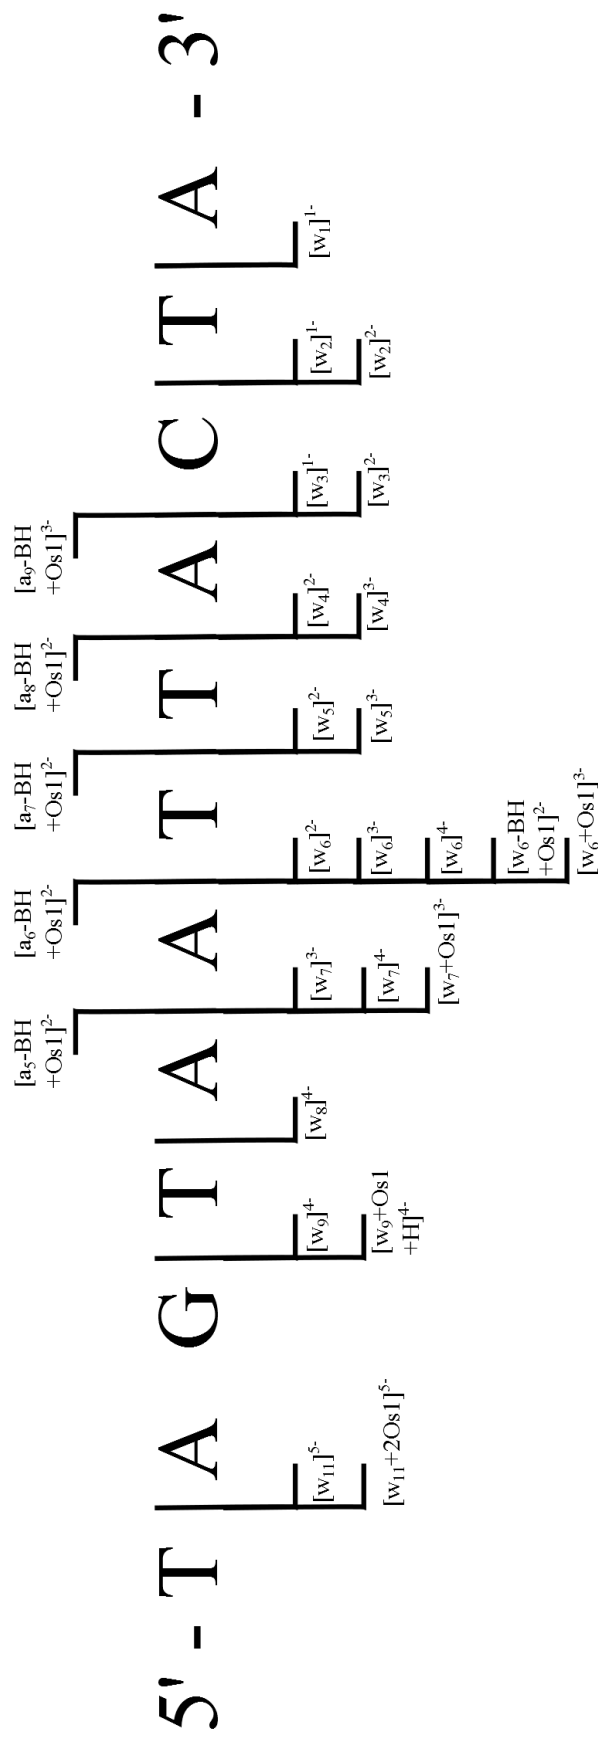 [a₅-BH
+Os1]²⁻
[a₆-BH
+Os1]²⁻
[a₇-BH
+Os1]²⁻
[a₈-BH
+Os1]²⁻
[a₉-BH
+Os1]³⁻
5' - T A G T A A T T A C T A - 3'
[w₁₁]⁵⁻
[w₁₁+2Os1]⁵⁻
[w₉]⁴⁻
[w₉+Os1
+H]⁴⁻
[w₈]⁴⁻
[w₇]³⁻
[w₇]⁴⁻
[w₇+Os1]³⁻
[w₆]²⁻
[w₆]³⁻
[w₆]⁴⁻
[w₆-BH
+Os1]²⁻
[w₆+Os1]³⁻
[w₅]²⁻
[w₅]³⁻
[w₄]²⁻
[w₄]³⁻
[w₃]¹⁻
[w₃]²⁻
[w₂]¹⁻
[w₂]²⁻
[w₁]¹⁻